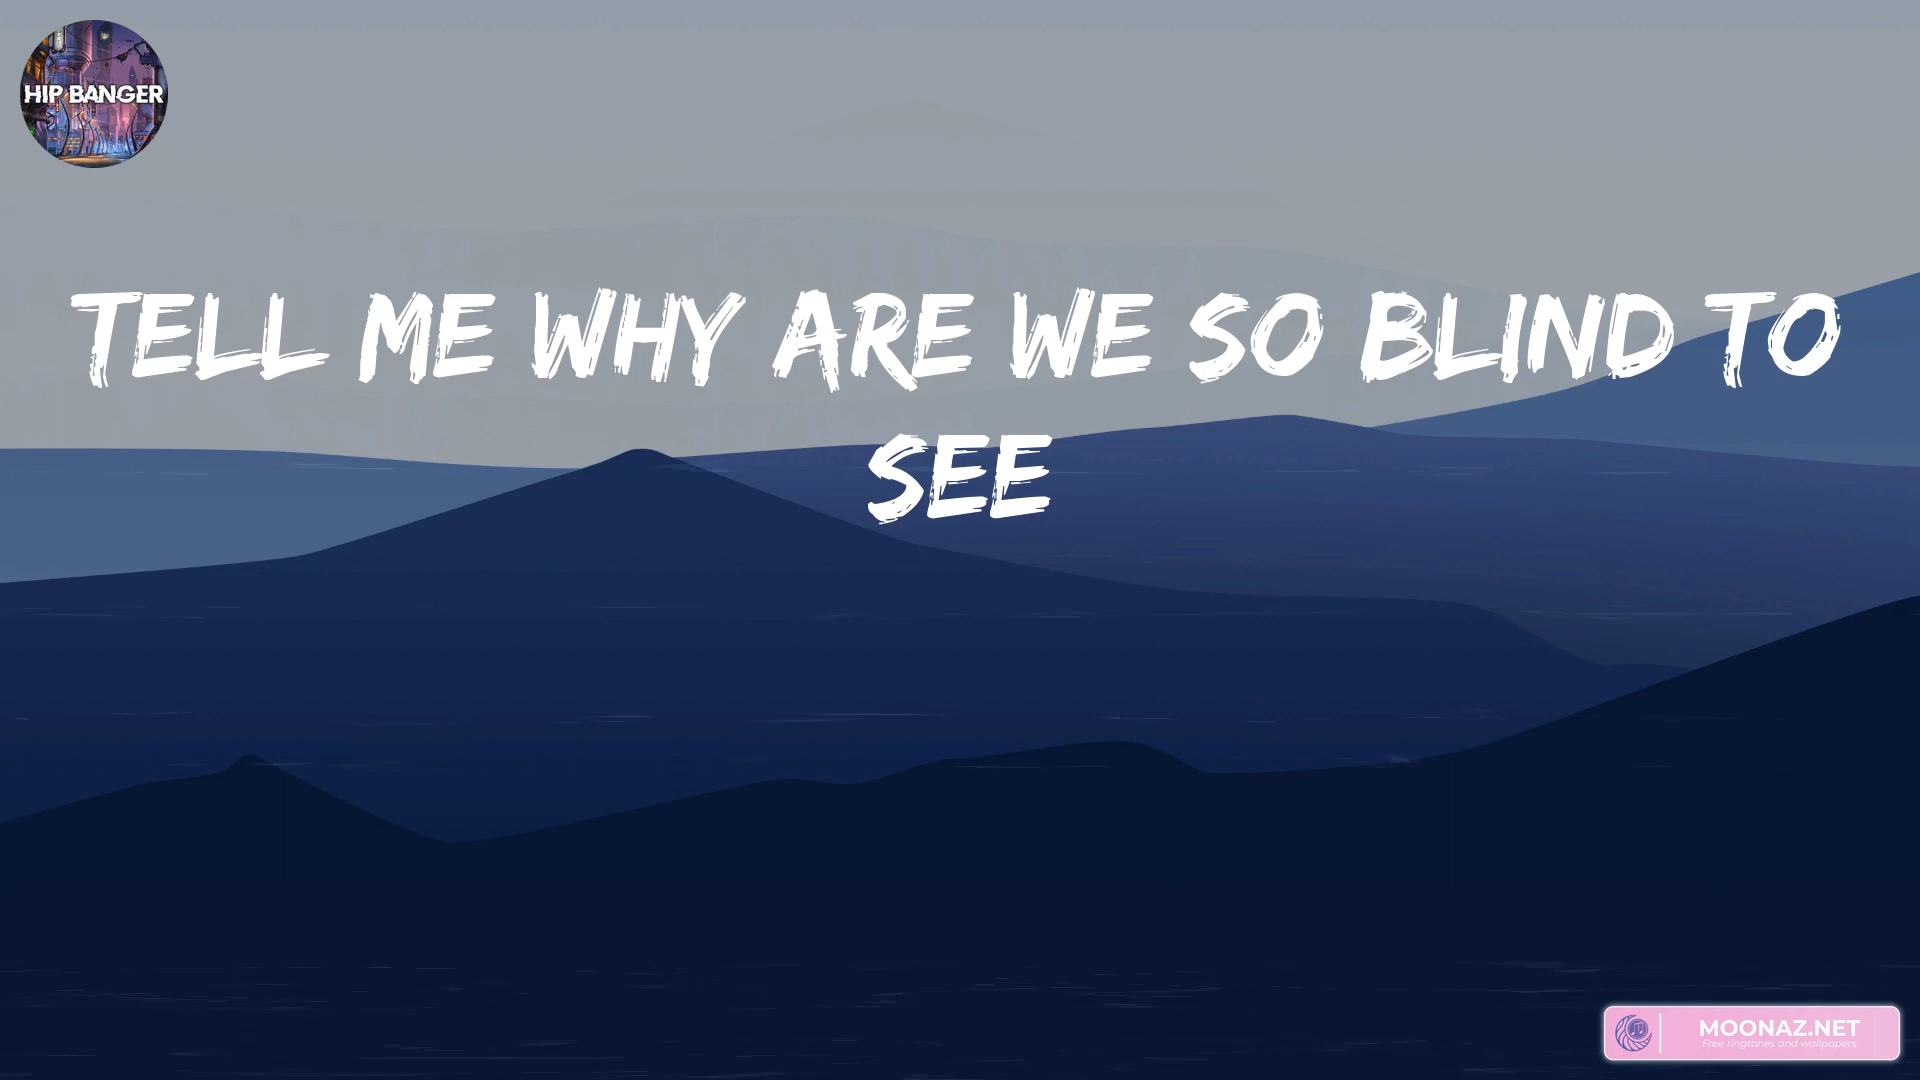 HIP BANGER
TELL ME WHY ARE WE SO BLIND TO
SEE
MOONAZ.NET
Free ringtones and wallpapers